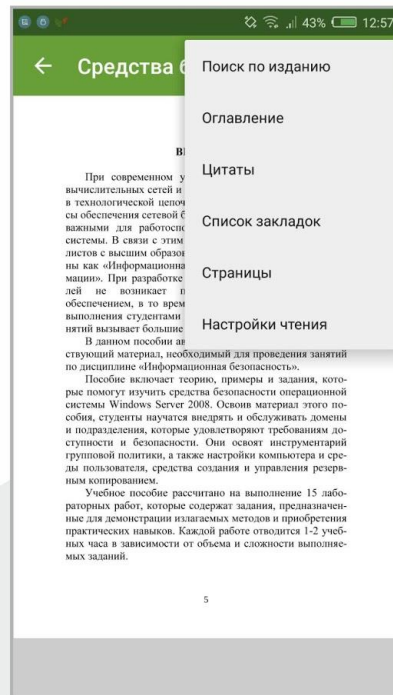 43% 12:57
Средства б
Поиск по изданию
Оглавление
Цитаты
Список закладок
Страницы
Настройки чтения
В
При современном у
вычислительных сетей и
в технологической цепоч
сы обеспечения сетевой б
важными для работоспо
системы. В связи с этим
листов с высшим образо
ны как «Информационна
мации». При разработке
лей не возникает п
обеспечением, в то врем
выполнения студентами
нятий вызывает большие
В данном пособии ав
ствующий материал, необходимый для проведения занятий
по дисциплине «Информационная безопасность».
Пособие включает теорию, примеры и задания, кото-
рые помогут изучить средства безопасности операционной
системы Windows Server 2008. Освоив материал этого по-
собия, студенты научатся внедрять и обслуживать домены
и подразделения, которые удовлетворяют требованиям до-
ступности и безопасности. Они освоят инструментарий
групповой политики, а также настройки компьютера и сре-
ды пользователя, средства создания и управления резерв-
ным копированием.
Учебное пособие рассчитано на выполнение 15 лабо-
раторных работ, которые содержат задания, предназначен-
ные для демонстрации излагаемых методов и приобретения
практических навыков. Каждой работе отводится 1-2 учеб-
ных часа в зависимости от объема и сложности выполняе-
мых заданий.
5